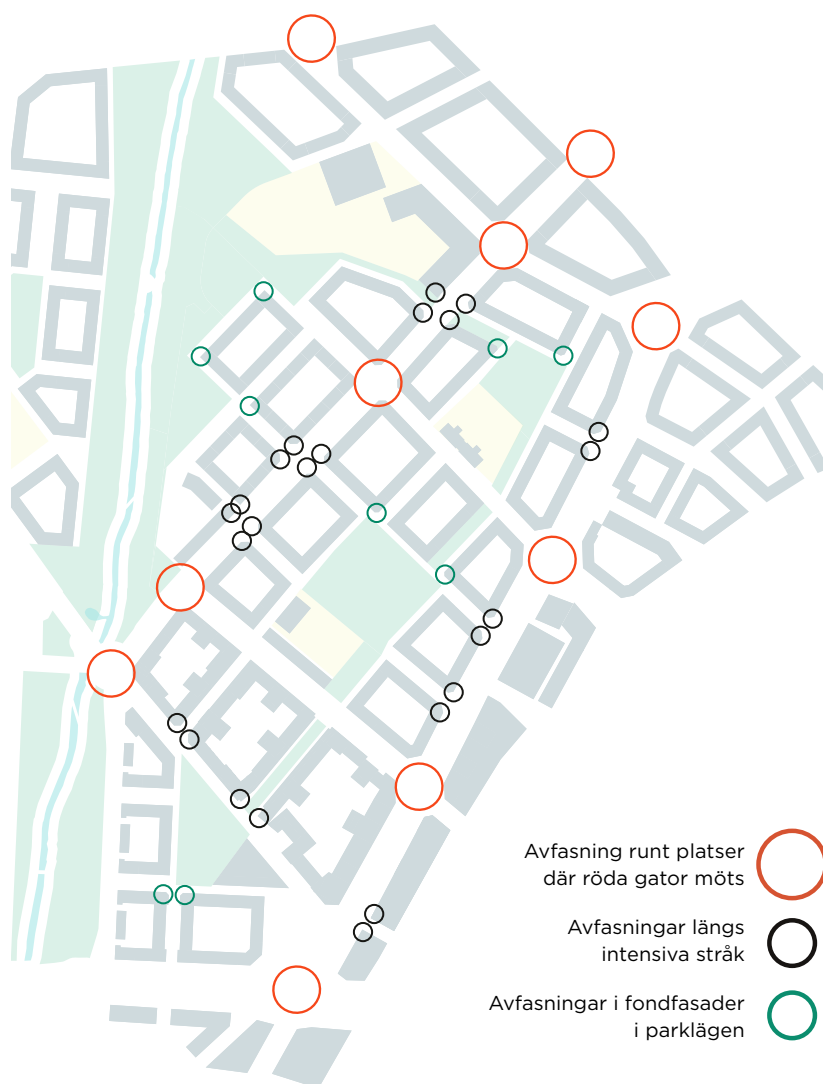 Avfasning runt platser
där röda gator möts
Avfasningar längs
intensiva stråk
Avfasningar i fondfasader
i parklägen